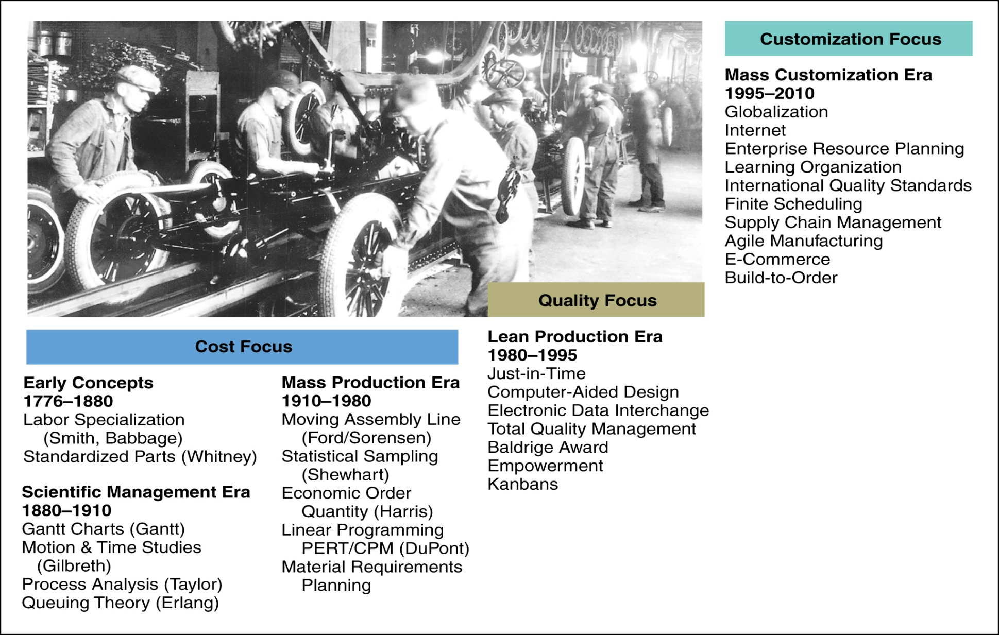 Cost Focus
Early Concepts
1776–1880
Labor Specialization
(Smith, Babbage)
Standardized Parts (Whitney)
Scientific Management Era
1880–1910
Gantt Charts (Gantt)
Motion & Time Studies
(Gilbreth)
Process Analysis (Taylor)
Queuing Theory (Erlang)
Mass Production Era
1910–1980
Moving Assembly Line
(Ford/Sorensen)
Statistical Sampling
(Shewhart)
Economic Order
Quantity (Harris)
Linear Programming
PERT/CPM (DuPont)
Material Requirements
Planning
Quality Focus
Lean Production Era
1980–1995
Just-in-Time
Computer-Aided Design
Electronic Data Interchange
Total Quality Management
Baldrige Award
Empowerment
Kanbans
Customization Focus
Mass Customization Era
1995–2010
Globalization
Internet
Enterprise Resource Planning
Learning Organization
International Quality Standards
Finite Scheduling
Supply Chain Management
Agile Manufacturing
E-Commerce
Build-to-Order